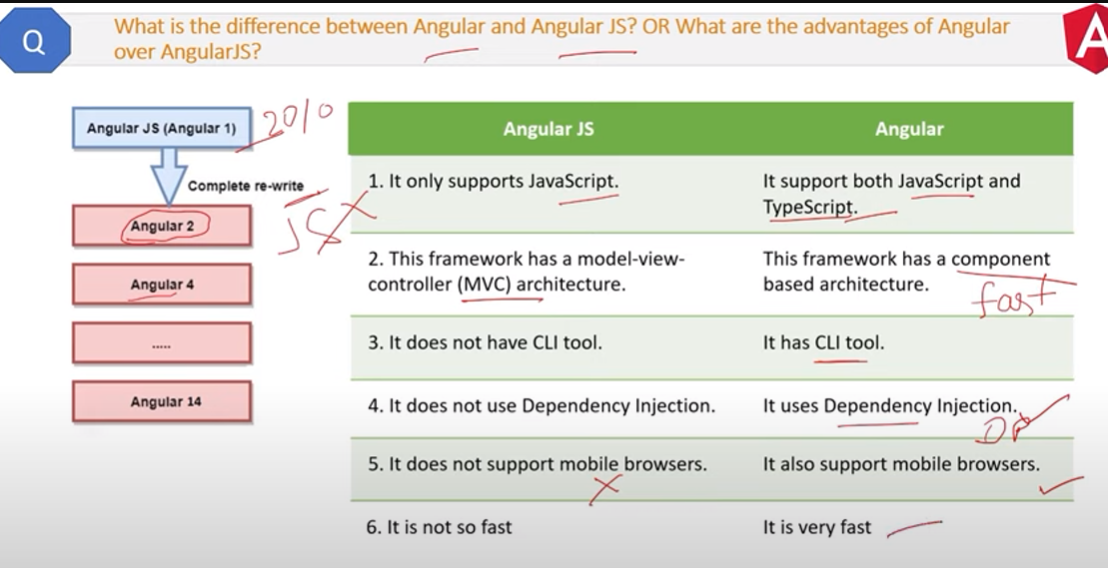 Q
What is the difference between Angular and Angular JS? OR What are the advantages of Angular
over AngularJS?
A
Angular JS (Angular 1)
2010
Complete re-write
JS
Angular 2
Angular 4
.....
Angular 14
Angular JS
Angular
1. It only supports JavaScript.
It support both JavaScript and
TypeScript.
2. This framework has a model-view-
controller (MVC) architecture.
This framework has a component
based architecture.
fast
3. It does not have CLI tool.
It has CLI tool.
4. It does not use Dependency Injection.
It uses Dependency Injection.
5. It does not support mobile browsers.
It also support mobile browsers.
6. It is not so fast
It is very fast